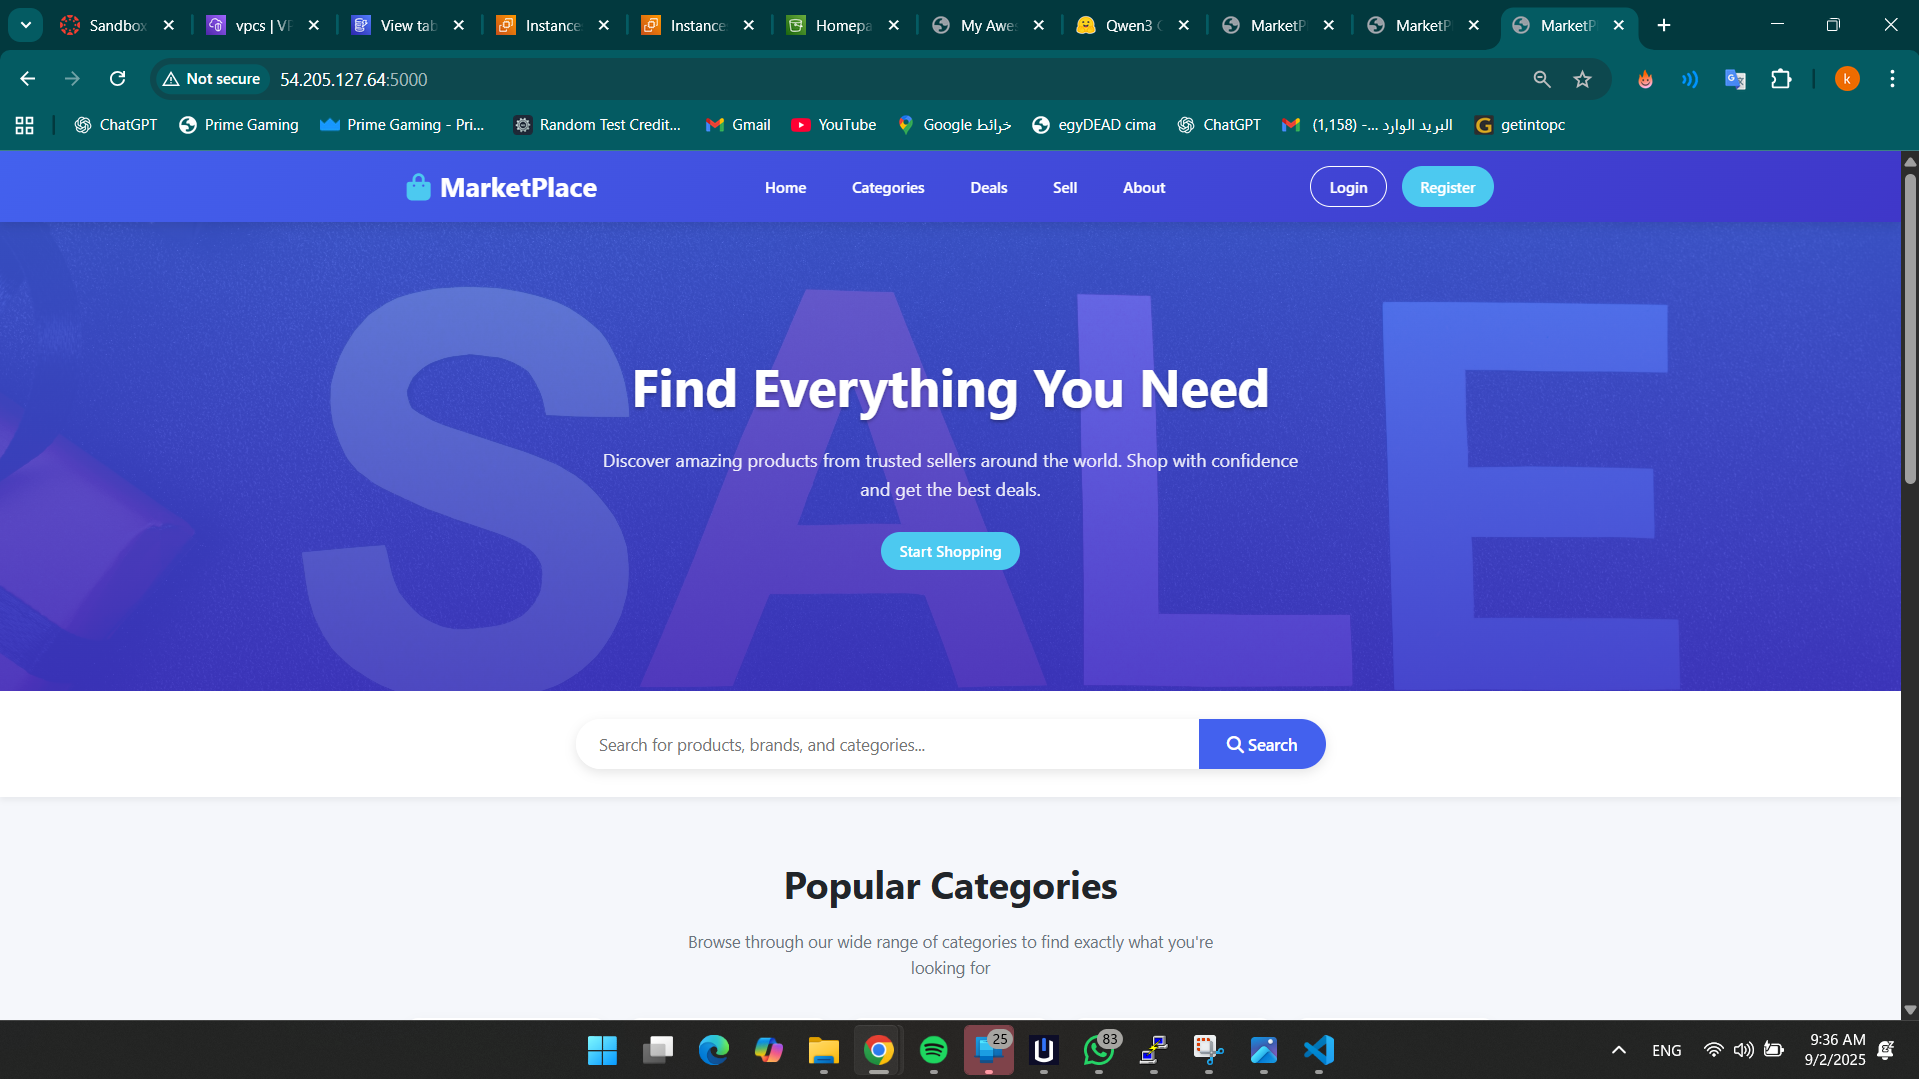 Sandbox
vpcs | VP
View tab
Instance
Instance
Homepa
My Awe
Qwen3
MarketP
MarketP
MarketP
Not secure
54.205.127.64:5000
k
ChatGPT
Prime Gaming
Prime Gaming - Pri...
Random Test Credit...
Gmail
YouTube
خرائط Google
egyDEAD cima
ChatGPT
البريد الوارد -... (1,158)
getintopc
MarketPlace
Home
Categories
Deals
Sell
About
Login
Register
SALE
Find Everything You Need
Discover amazing products from trusted sellers around the world. Shop with confidence
and get the best deals.
Start Shopping
Search for products, brands, and categories...
Search
Popular Categories
Browse through our wide range of categories to find exactly what you're
looking for
25
83
ENG
9:36 AM
9/2/2025